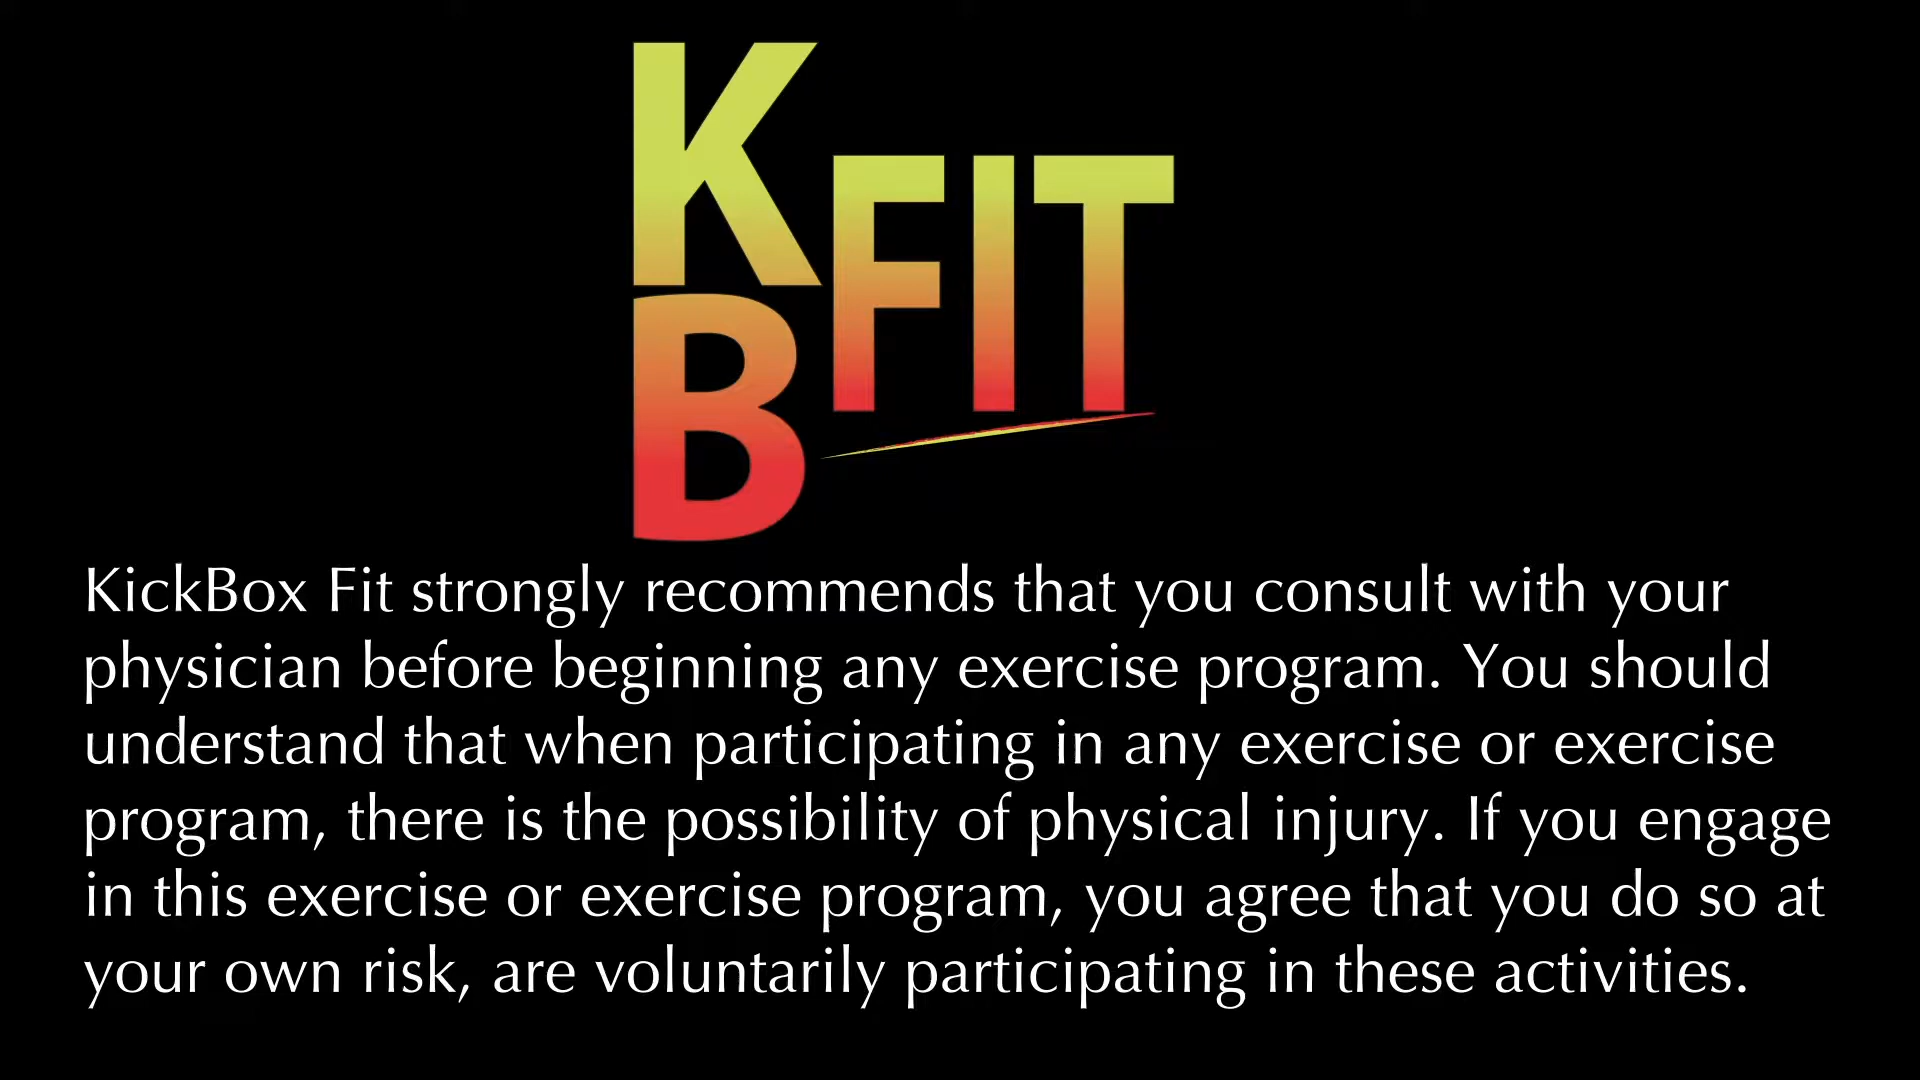 K FIT
B
KickBox Fit strongly recommends that you consult with your
physician before beginning any exercise program. You should
understand that when participating in any exercise or exercise
program, there is the possibility of physical injury. If you engage
in this exercise or exercise program, you agree that you do so at
your own risk, are voluntarily participating in these activities.